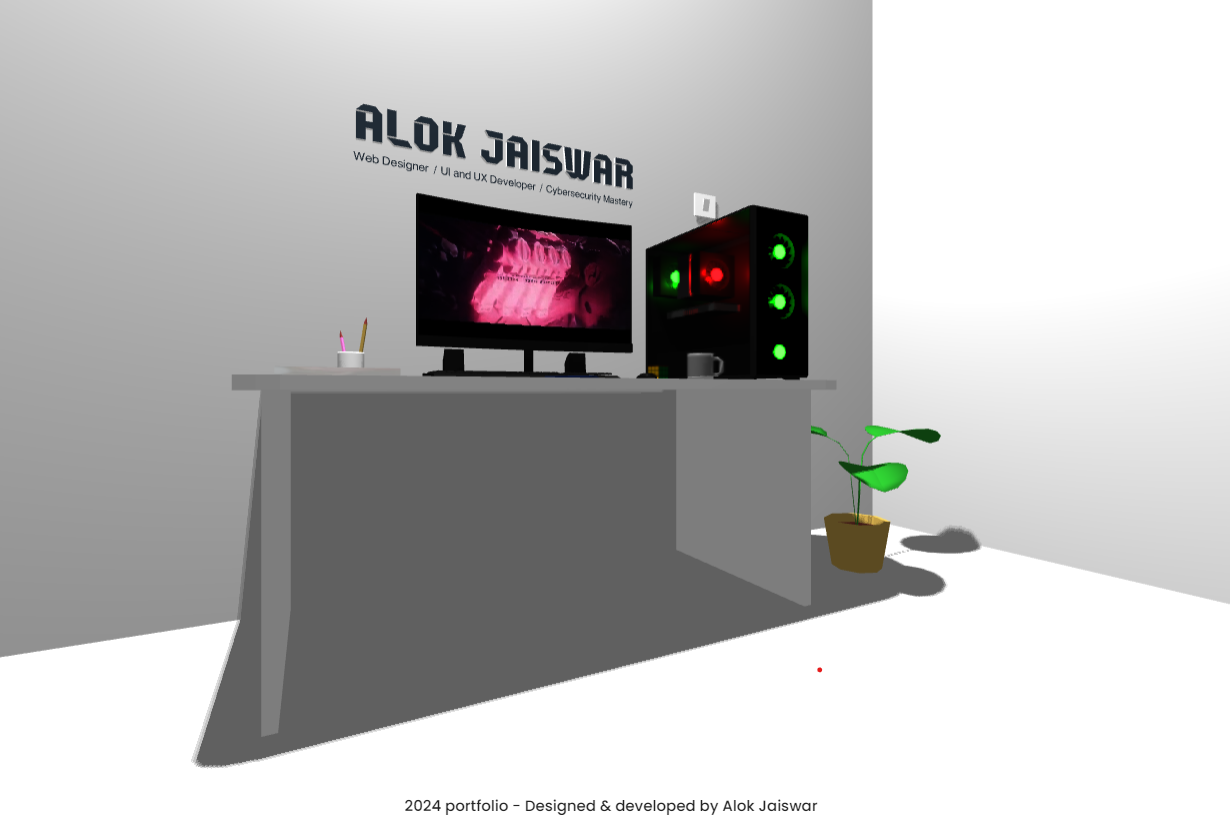 ALOK JAISWAR
Web Designer / UI and UX Developer / Cybersecurity Mastery
2024 portfolio - Designed & developed by Alok Jaiswar